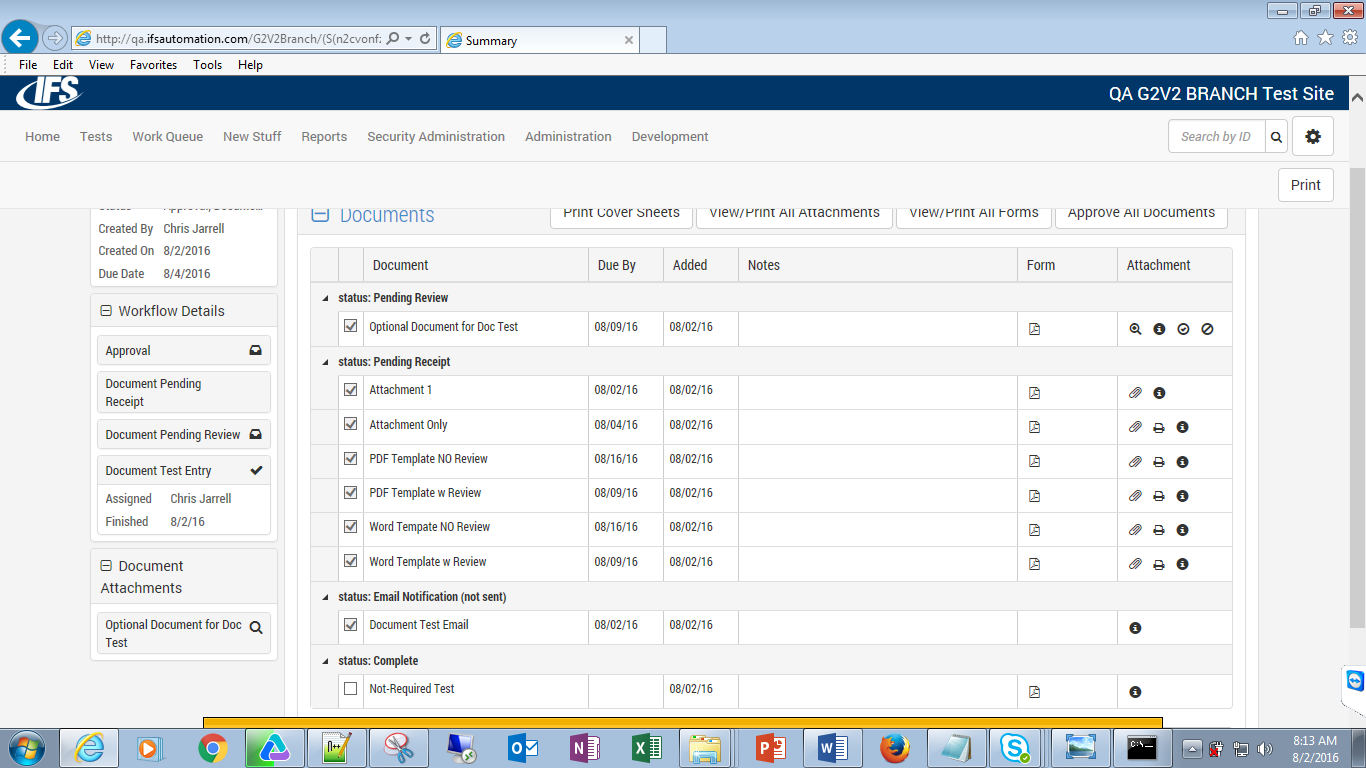 http://qa.ifsautomation.com/G2V2Branch/(S(n2cvonf:
Summary
File Edit View Favorites Tools Help
IFS
QA G2V2 BRANCH Test Site
Home Tests Work Queue New Stuff Reports Security Administration Administration Development
Search by ID
Print
Documents
Print Cover Sheets View/Print All Attachments View/Print All Forms Approve All Documents
Created By Chris Jarrell
Created On 8/2/2016
Due Date 8/4/2016
Workflow Details
Approval
Document Pending
Receipt
Document Pending Review
Document Test Entry
Assigned Chris Jarrell
Finished 8/2/16
Document
Attachments
Optional Document for Doc
Test
Document Due By Added Notes Form Attachment
status: Pending Review
Optional Document for Doc Test 08/09/16 08/02/16
status: Pending Receipt
Attachment 1 08/02/16 08/02/16
Attachment Only 08/04/16 08/02/16
PDF Template NO Review 08/16/16 08/02/16
PDF Template w Review 08/09/16 08/02/16
Word Tempate NO Review 08/16/16 08/02/16
Word Template w Review 08/09/16 08/02/16
status: Email Notification (not sent)
Document Test Email 08/02/16 08/02/16
status: Complete
Not-Required Test 08/02/16
8:13 AM
8/2/2016